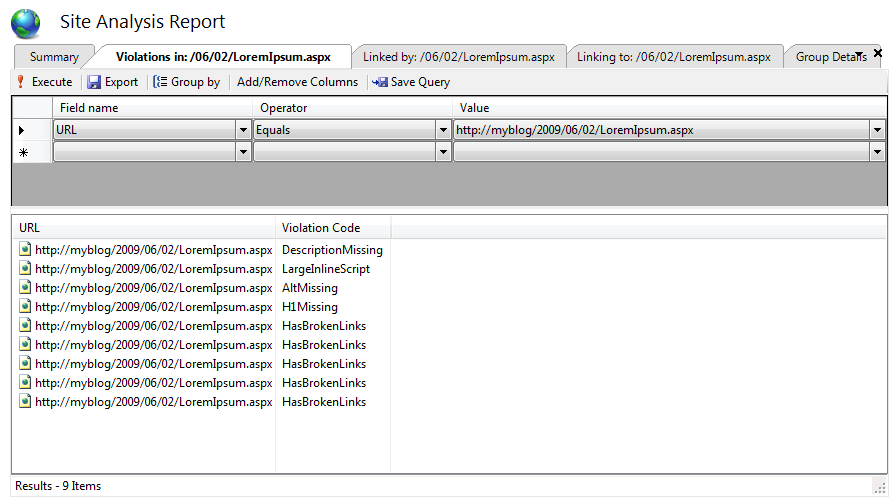 Site Analysis Report
Summary Violations in: /06/02/LoremIpsum.aspx Linked by: /06/02/LoremIpsum.aspx Linking to: /06/02/LoremIpsum.aspx Group Details
Execute Export Group by Add/Remove Columns Save Query
Field name Operator Value
URL Equals http://myblog/2009/06/02/LoremIpsum.aspx
URL Violation Code
http://myblog/2009/06/02/LoremIpsum.aspx DescriptionMissing
http://myblog/2009/06/02/LoremIpsum.aspx LargeInlineScript
http://myblog/2009/06/02/LoremIpsum.aspx AltMissing
http://myblog/2009/06/02/LoremIpsum.aspx H1Missing
http://myblog/2009/06/02/LoremIpsum.aspx HasBrokenLinks
http://myblog/2009/06/02/LoremIpsum.aspx HasBrokenLinks
http://myblog/2009/06/02/LoremIpsum.aspx HasBrokenLinks
http://myblog/2009/06/02/LoremIpsum.aspx HasBrokenLinks
http://myblog/2009/06/02/LoremIpsum.aspx HasBrokenLinks
Results - 9 Items